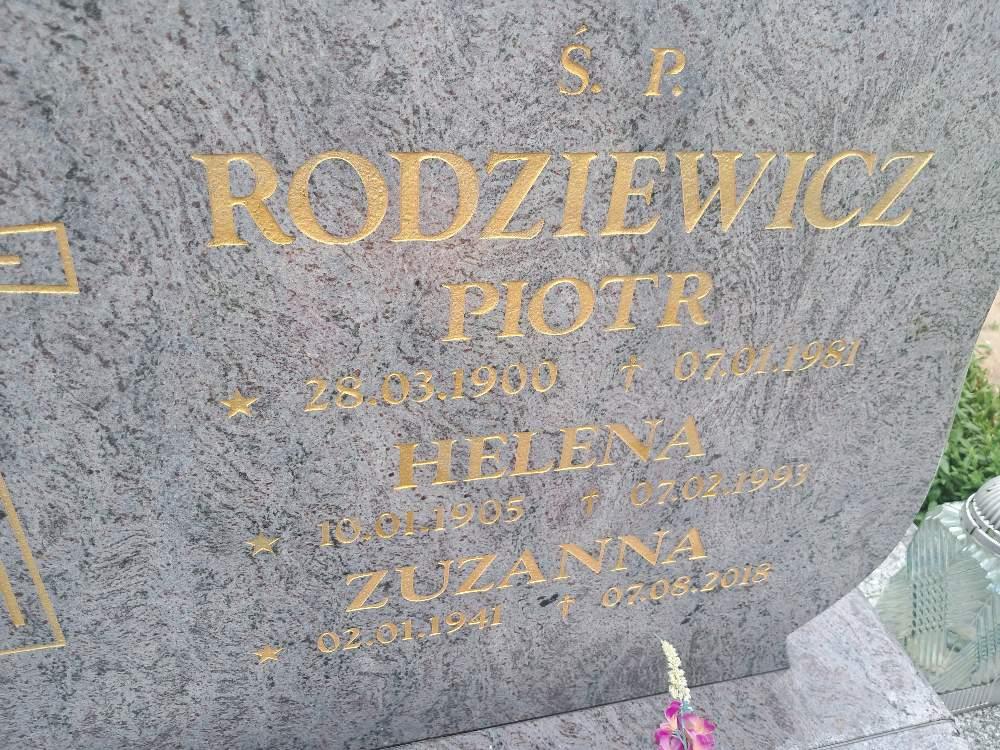 Ś. P.
RODZIEWICZ
PIOTR
★ 28.03.1900 † 07.01.1981
HELENA
★ 10.01.1905 † 07.02.1993
ZUZANNA
★ 02.01.1941 † 07.08.2018